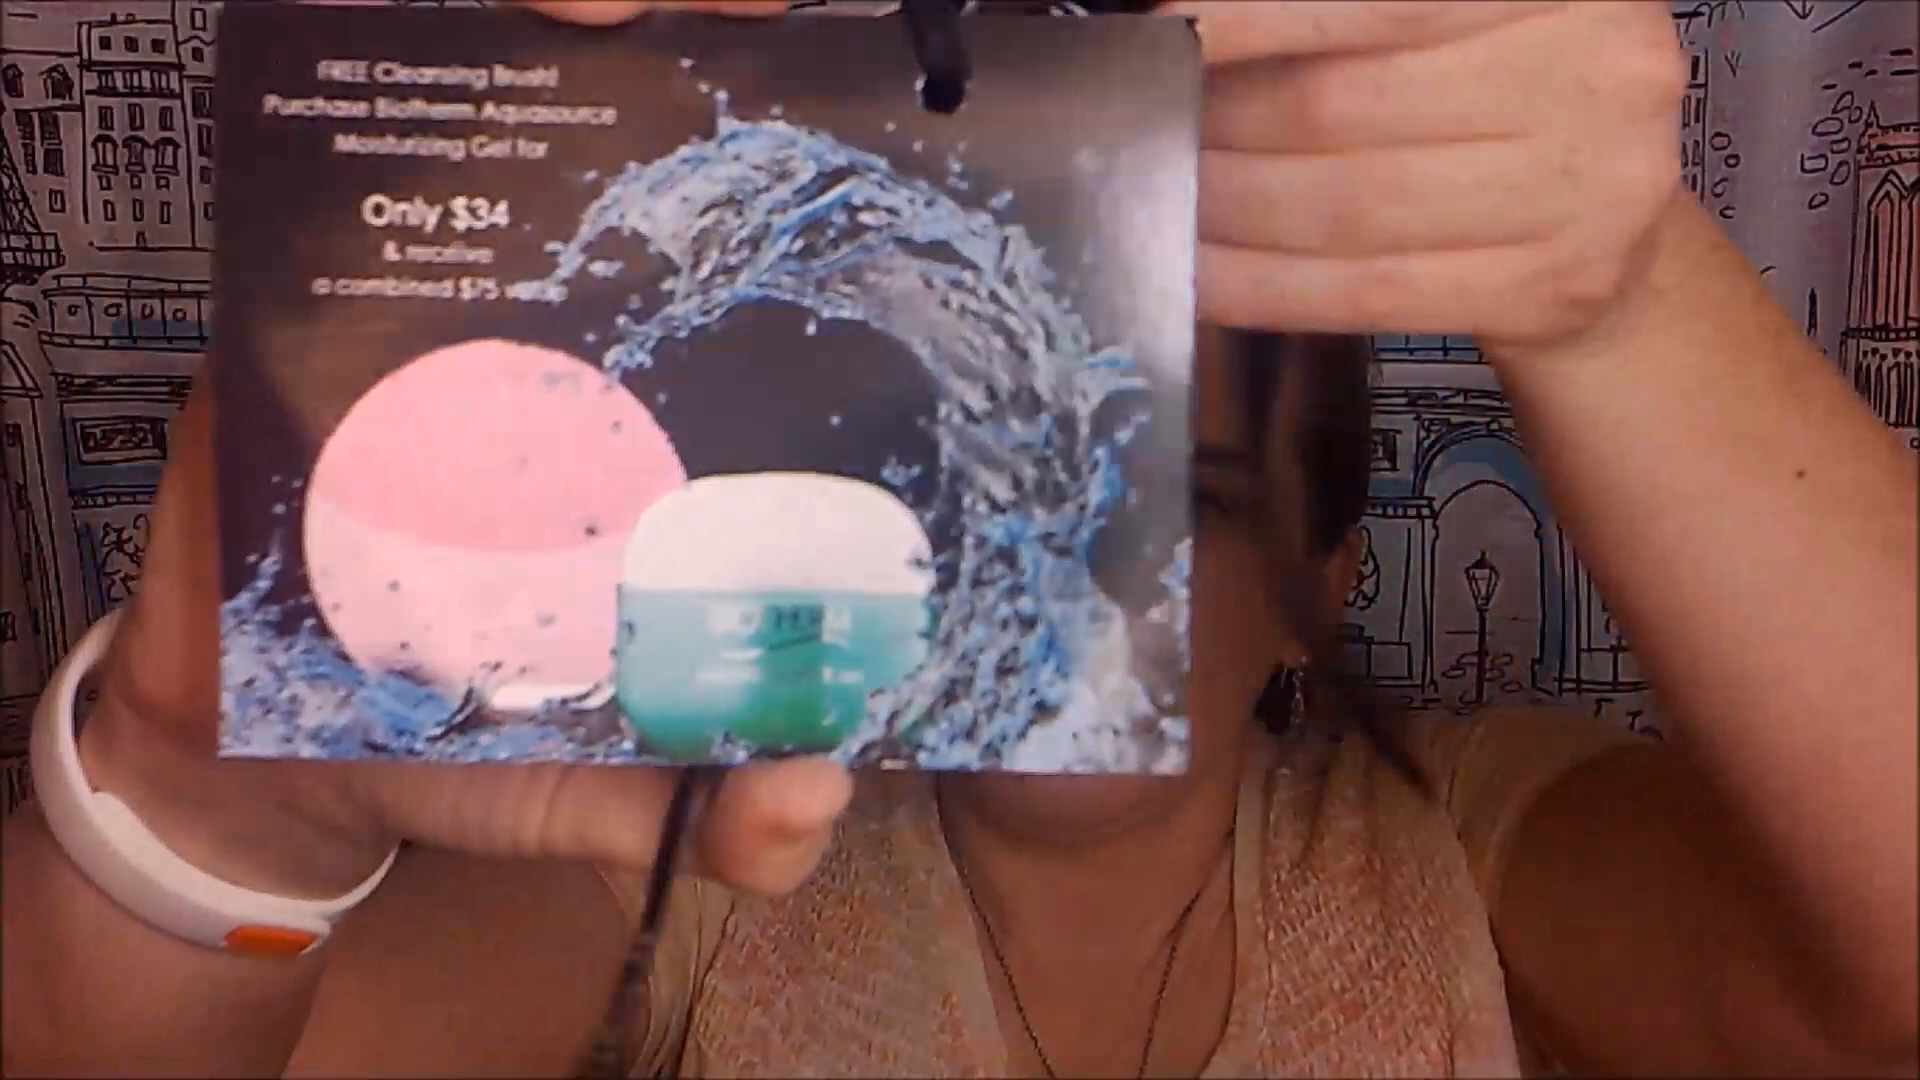 FREE Cleansing Brush!
Purchase Biotherm Aquasource
Moisturizing Gel for
Only $34
& receive
a combined $75 value